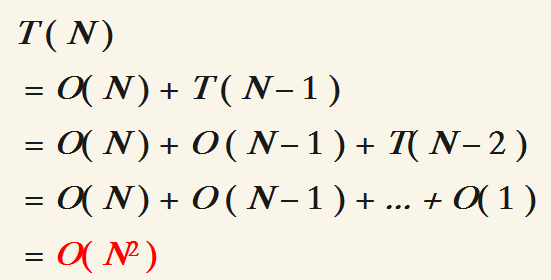 T(N)
= O(N) + T(N−1)
= O(N) + O(N−1) + T(N−2)
= O(N) + O(N−1) + ... + O(1)
= O(N²)